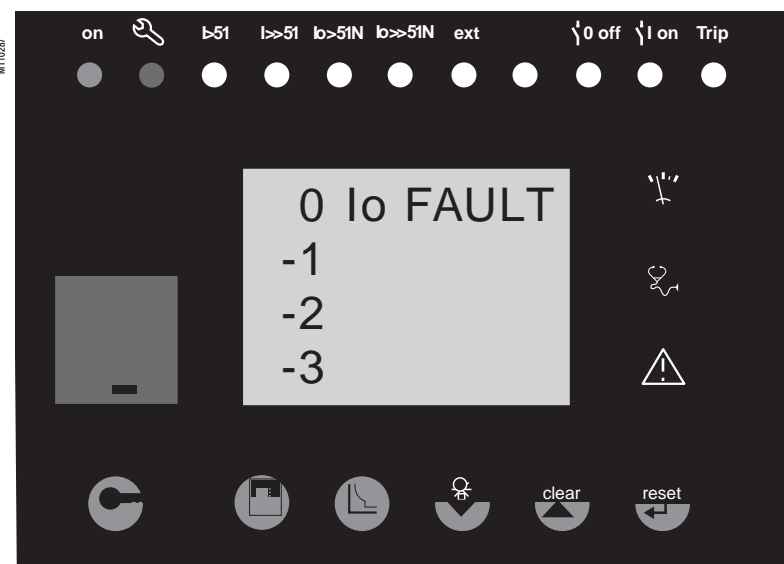 on I>51 I>>51 Io>51N Io>>51N ext 0 off I on Trip
0 Io FAULT
-1
-2
-3
clear reset
MT10287